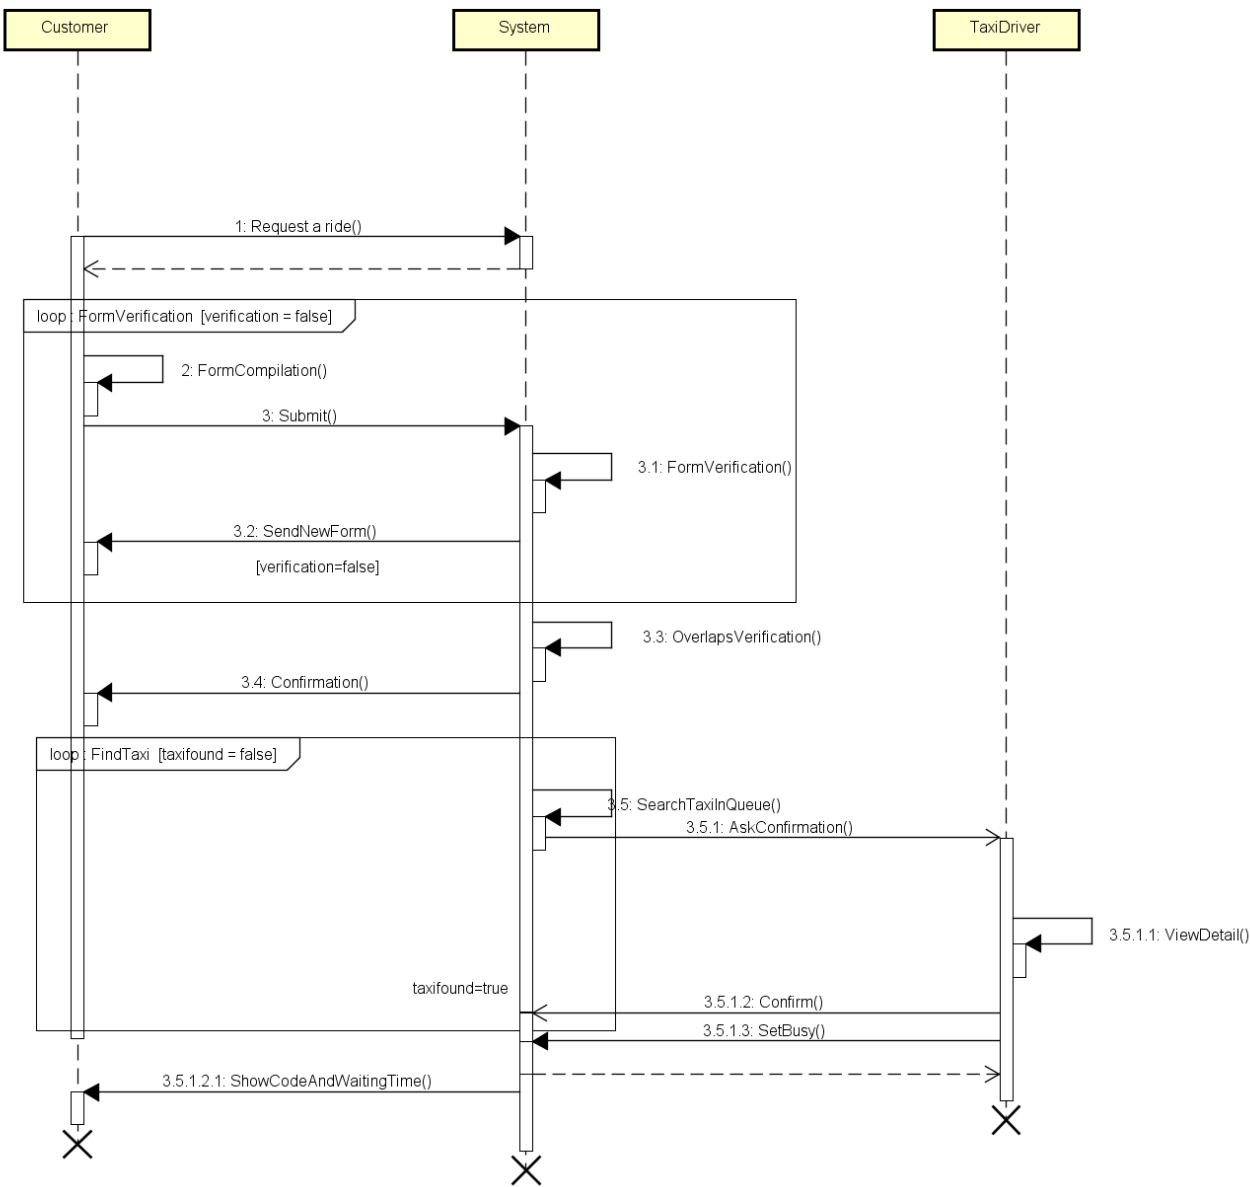 Customer
System
TaxiDriver
1: Request a ride()
loop : FormVerification [verification = false]
2: FormCompilation()
3: Submit()
3.1: FormVerification()
3.2: SendNewForm()
[verification=false]
3.3: OverlapsVerification()
3.4: Confirmation()
loop : FindTaxi [taxifound = false]
3.5: SearchTaxiInQueue()
3.5.1: AskConfirmation()
3.5.1.1: ViewDetail()
taxifound=true
3.5.1.2: Confirm()
3.5.1.3: SetBusy()
3.5.1.2.1: ShowCodeAndWaitingTime()